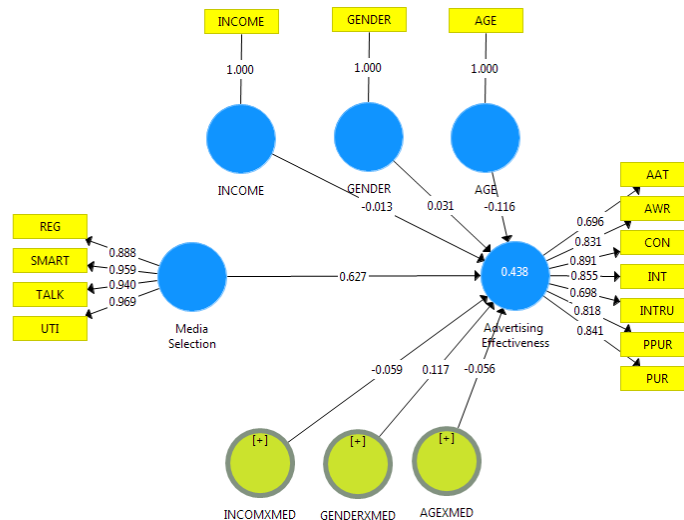 INCOME
GENDER
AGE
1.000
1.000
1.000
INCOME
GENDER
AGE
-0.013
0.031
-0.116
REG
SMART
TALK
UTI
0.888
0.959
0.940
0.969
Media
Selection
0.627
0.438
Advertising
Effectiveness
0.696
0.831
0.891
0.855
0.698
0.818
0.841
AAT
AWR
CON
INT
INTRU
PPUR
PUR
-0.059
0.117
-0.056
[+]
[+]
[+]
INCOMXMED
GENDERXMED
AGEXMED